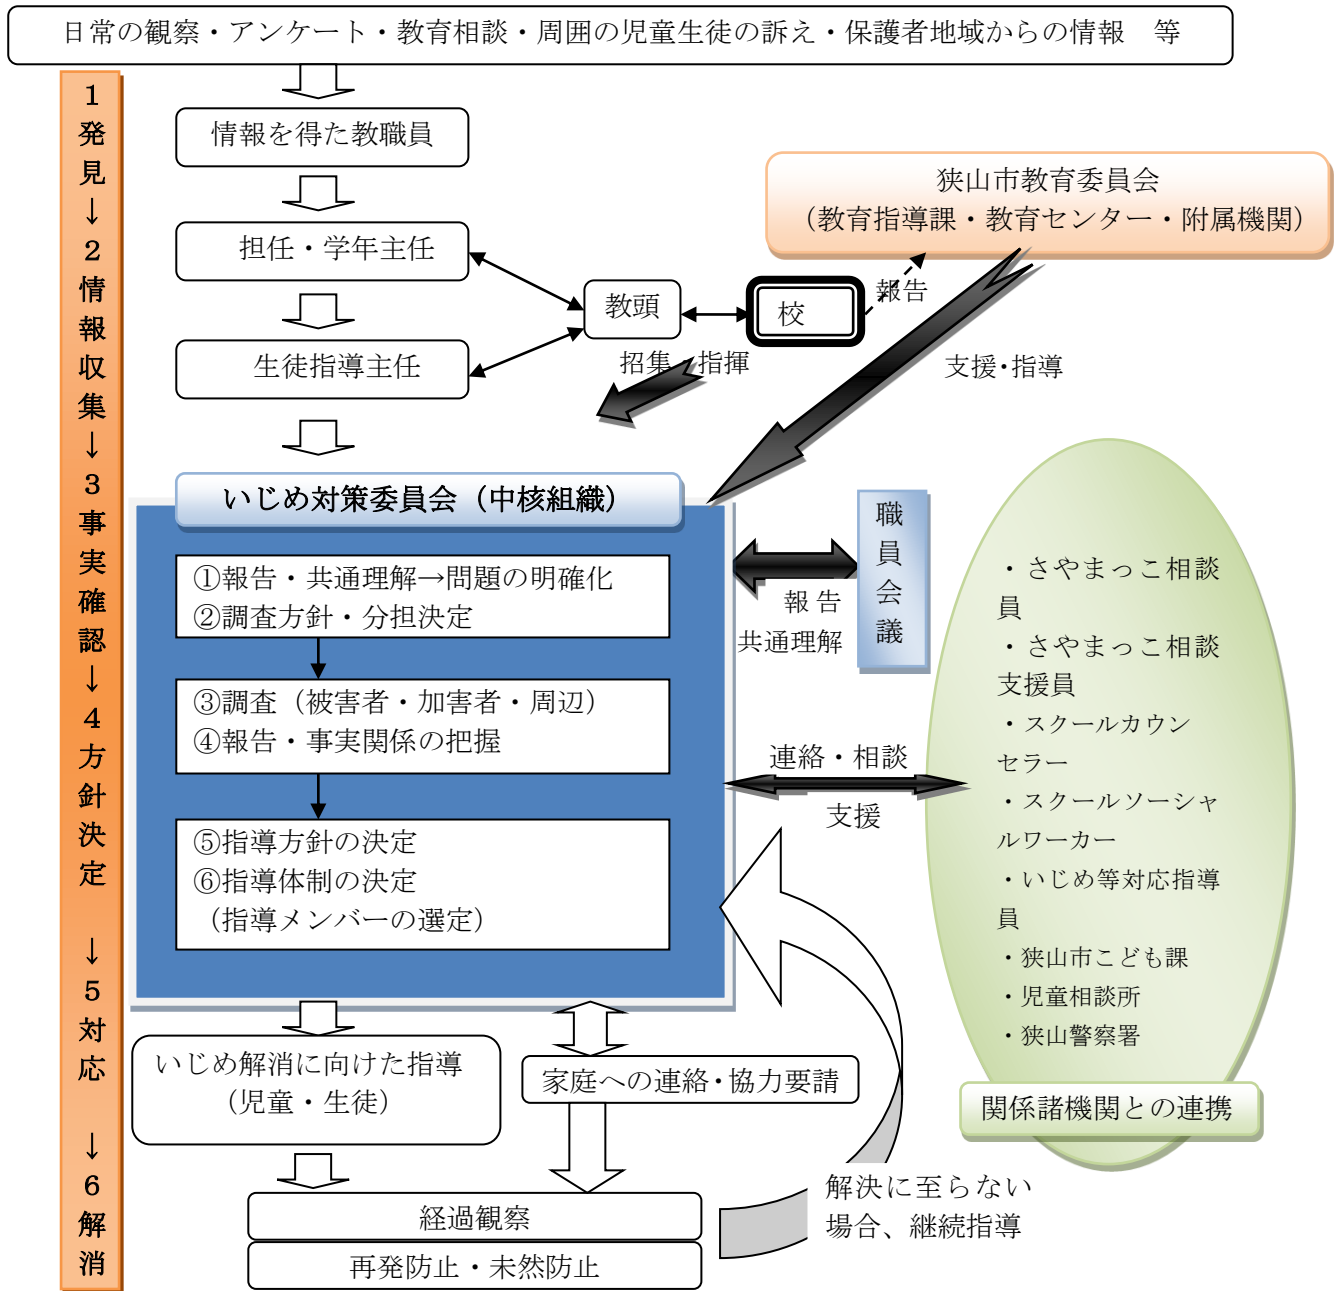 日常の観察・アンケート・教育相談・周囲の児童生徒の訴え・保護者地域からの情報　等
1発見↓2情報収集↓3事実確認↓4方針決定　↓5対応　↓6解消
情報を得た教職員
担任・学年主任
生徒指導主任
教頭
校
報告
招集・指揮
狭山市教育委員会
（教育指導課・教育センター・附属機関）
支援・指導
いじめ対策委員会（中核組織）
①報告・共通理解→問題の明確化
②調査方針・分担決定
③調査（被害者・加害者・周辺）
④報告・事実関係の把握
⑤指導方針の決定
⑥指導体制の決定
（指導メンバーの選定）
職員会議
報告
共通理解
連絡・相談
支援
・さやまっこ相談
員
・さやまっこ相談
支援員
・スクールカウン
セラー
・スクールソーシャ
ルワーカー
・いじめ等対応指導
員
・狭山市こども課
・児童相談所
・狭山警察署
関係諸機関との連携
いじめ解消に向けた指導
（児童・生徒）
家庭への連絡・協力要請
経過観察
再発防止・未然防止
解決に至らない
場合、継続指導